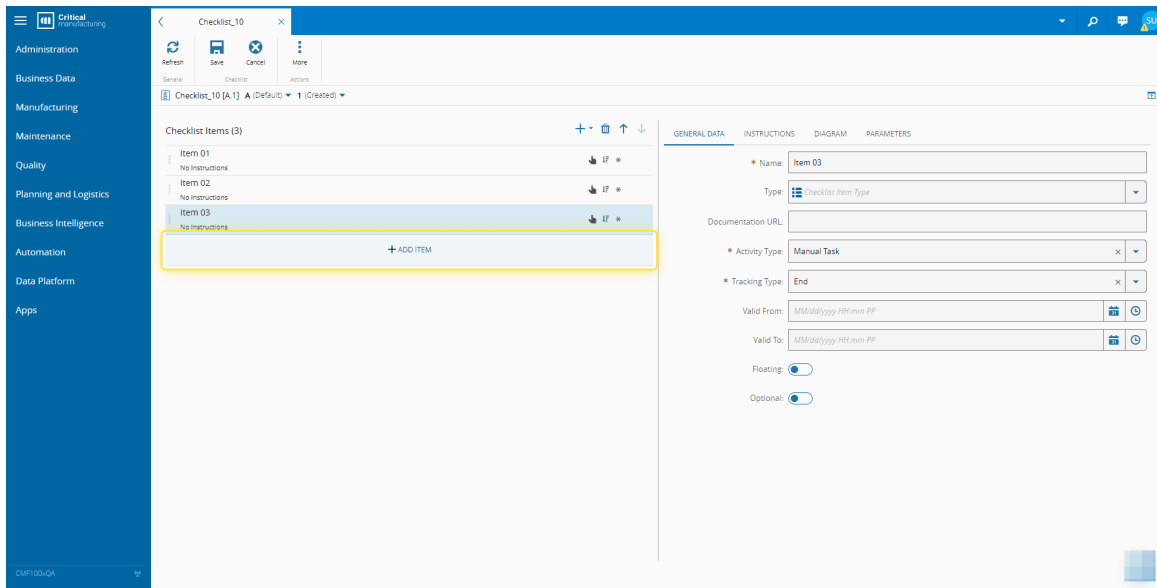 Critical manufacturing
Checklist_10
SU
Administration
Business Data
Manufacturing
Maintenance
Quality
Planning and Logistics
Business Intelligence
Automation
Data Platform
Apps
CMF100xQA
Refresh
Save
Cancel
More
General
Checklist
Actions
Checklist_10 [A.1] A (Default) 1 (Created)
Checklist Items (3)
Item 01
No Instructions
Item 02
No Instructions
Item 03
No Instructions
ADD ITEM
GENERAL DATA INSTRUCTIONS DIAGRAM PARAMETERS
* Name: Item 03
Type: Checklist Item Type
Documentation URL:
* Activity Type: Manual Task
* Tracking Type: End
Valid From: MM/dd/yyyy HH:mm PP
Valid To: MM/dd/yyyy HH:mm PP
Floating:
Optional: